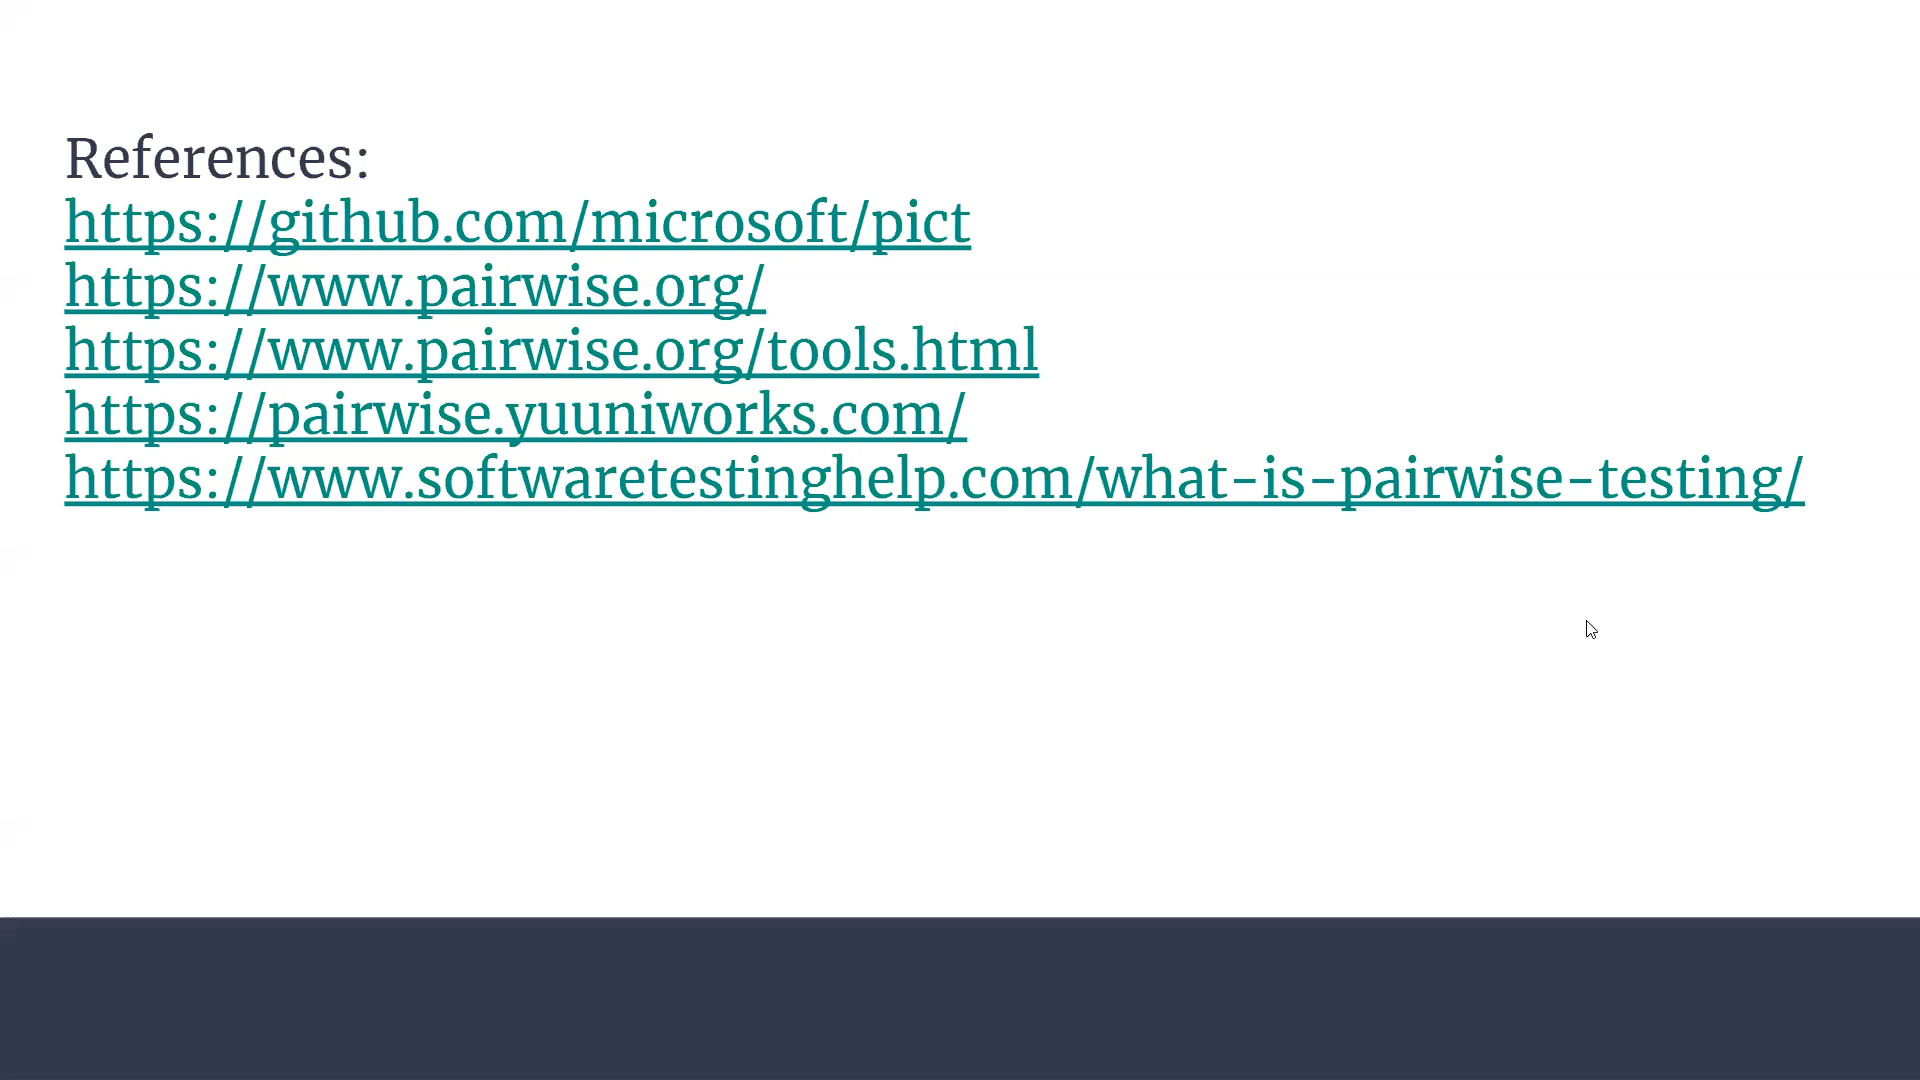 References:
https://github.com/microsoft/pict
https://www.pairwise.org/
https://www.pairwise.org/tools.html
https://pairwise.yuuniworks.com/
https://www.softwaretestinghelp.com/what-is-pairwise-testing/